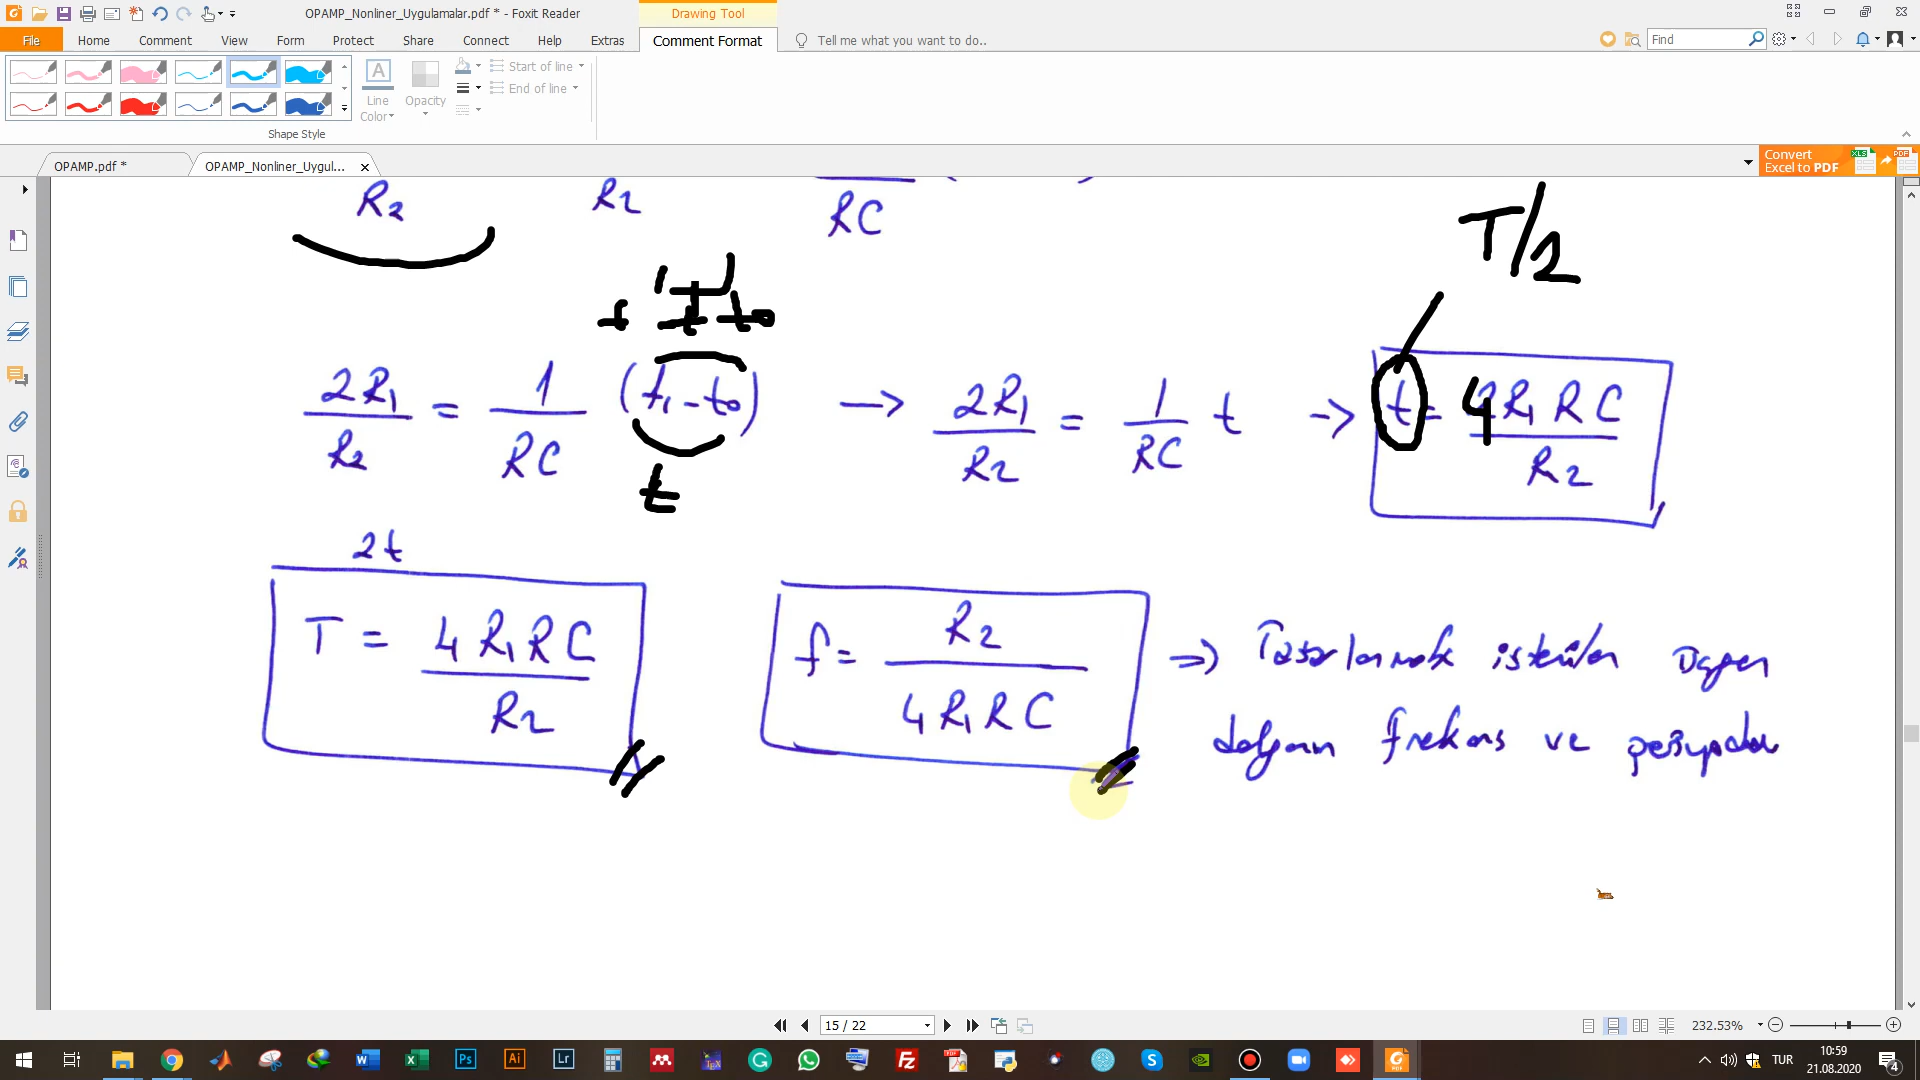 OPAMP_Nonliner_Uygulamalar.pdf * - Foxit Reader
Drawing Tool
File Home Comment View Form Protect Share Connect Help Extras Comment Format Tell me what you want to do.. Find
Line Color Opacity Start of line End of line
Shape Style
OPAMP.pdf * OPAMP_Nonliner_Uygul... Convert Excel to PDF
R2 R2 RC
T/2
2R1/R2 = 1/RC (t1-t0) -> 2R1/R2 = 1/RC t -> t = 4R1RC/R2
t
2t
T = 4R1RC/R2 f = R2/4R1RC -> Tasarlanmak istenilen üçgen
dalganın frekans ve periyodu
15 / 22 232.53%
TUR 10:59
21.08.2020 4